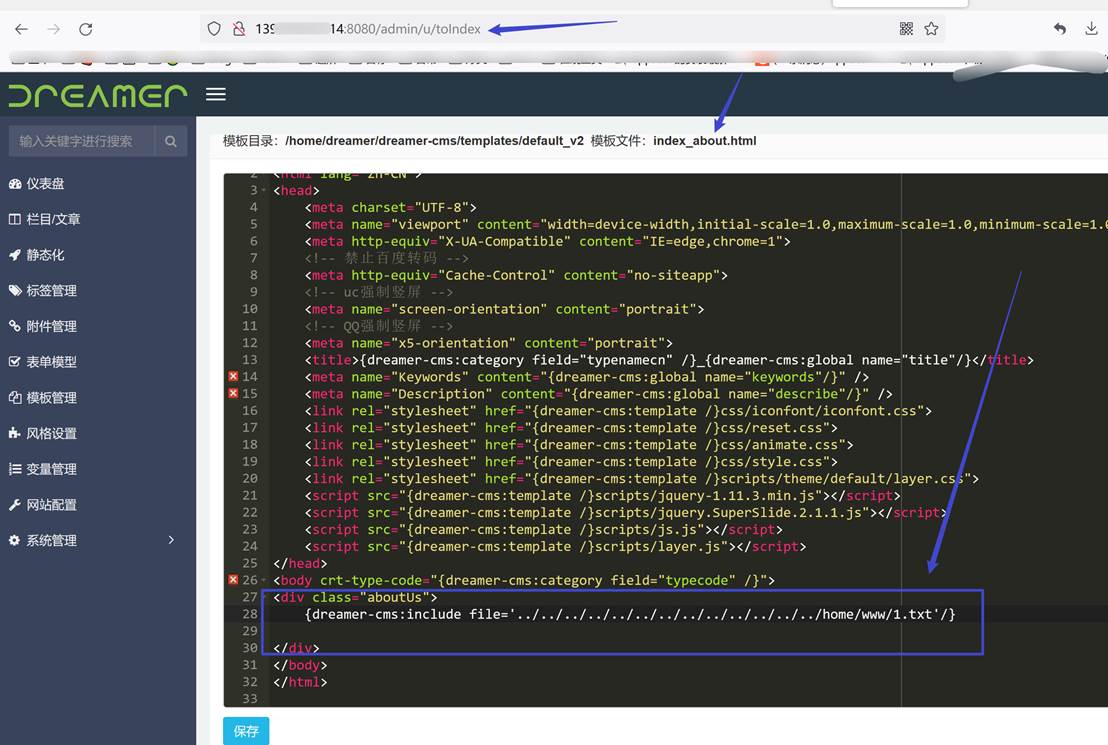 139 14:8080/admin/u/toIndex
DREAMER
输入关键字进行搜索
仪表盘
栏目/文章
静态化
标签管理
附件管理
表单模型
模板管理
风格设置
变量管理
网站配置
系统管理
模板目录: /home/dreamer/dreamer-cms/templates/default_v2 模板文件: index_about.html
2 <html lang="zh-CN">
3 <head>
4 <meta charset="UTF-8">
5 <meta name="viewport" content="width=device-width,initial-scale=1.0,maximum-scale=1.0,minimum-scale=1.0
6 <meta http-equiv="X-UA-Compatible" content="IE=edge,chrome=1">
7 <!-- 禁止百度转码 -->
8 <meta http-equiv="Cache-Control" content="no-siteapp">
9 <!-- uc强制竖屏 -->
10 <meta name="screen-orientation" content="portrait">
11 <!-- QQ强制竖屏 -->
12 <meta name="x5-orientation" content="portrait">
13 <title>{dreamer-cms:category field="typenamecn" /}_{dreamer-cms:global name="title"/}</title>
14 <meta name="Keywords" content="{dreamer-cms:global name="keywords"/}" />
15 <meta name="Description" content="{dreamer-cms:global name="describe"/}" />
16 <link rel="stylesheet" href="{dreamer-cms:template /}css/iconfont/iconfont.css">
17 <link rel="stylesheet" href="{dreamer-cms:template /}css/reset.css">
18 <link rel="stylesheet" href="{dreamer-cms:template /}css/animate.css">
19 <link rel="stylesheet" href="{dreamer-cms:template /}css/style.css">
20 <link rel="stylesheet" href="{dreamer-cms:template /}scripts/theme/default/layer.css">
21 <script src="{dreamer-cms:template /}scripts/jquery-1.11.3.min.js"></script>
22 <script src="{dreamer-cms:template /}scripts/jquery.SuperSlide.2.1.1.js"></script>
23 <script src="{dreamer-cms:template /}scripts/js.js"></script>
24 <script src="{dreamer-cms:template /}scripts/layer.js"></script>
25 </head>
26 <body crt-type-code="{dreamer-cms:category field="typecode" /}">
27 <div class="aboutUs">
28 {dreamer-cms:include file='../../../../../../../../../../../../../home/www/1.txt'/}
29
30 </div>
31 </body>
32 </html>
33
保存